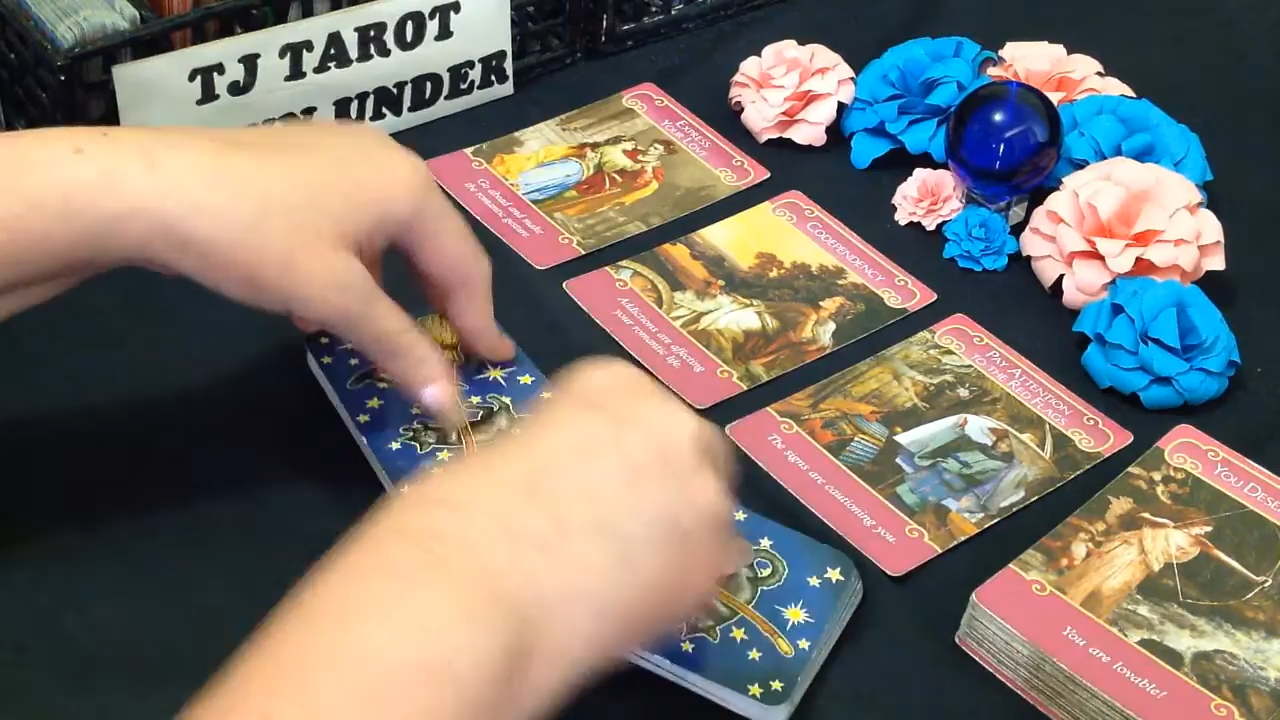 TJ TAROT
UNDER
EXPRESS
YOUR LOVE
Go ahead and make
the romantic gesture.
CODEPENDENCY
Addictions are affecting
your romantic life.
PAY ATTENTION
TO THE RED FLAGS
The signs are cautioning you.
YOU
You are lovable!